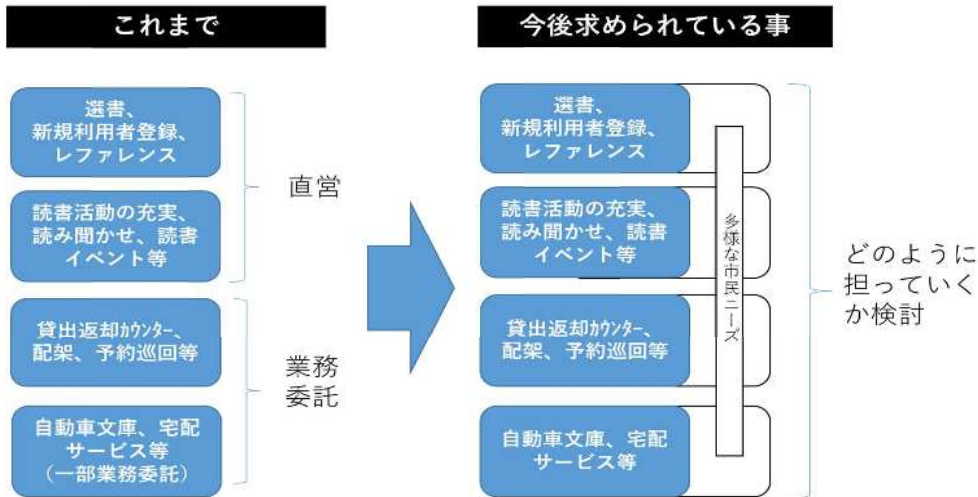 これまで
選書、
新規利用者登録、
レファレンス
読書活動の充実、
読み聞かせ、読書
イベント等
直営
貸出返却ｶｳﾝﾀｰ、
配架、予約巡回等
自動車文庫、宅配
サービス等
（一部業務委託）
業務
委託
今後求められている事
選書、
新規利用者登録、
レファレンス
読書活動の充実、
読み聞かせ、読書
イベント等
貸出返却ｶｳﾝﾀｰ、
配架、予約巡回等
自動車文庫、宅配
サービス等
多様な市民ニーズ
どのように
担っていく
か検討